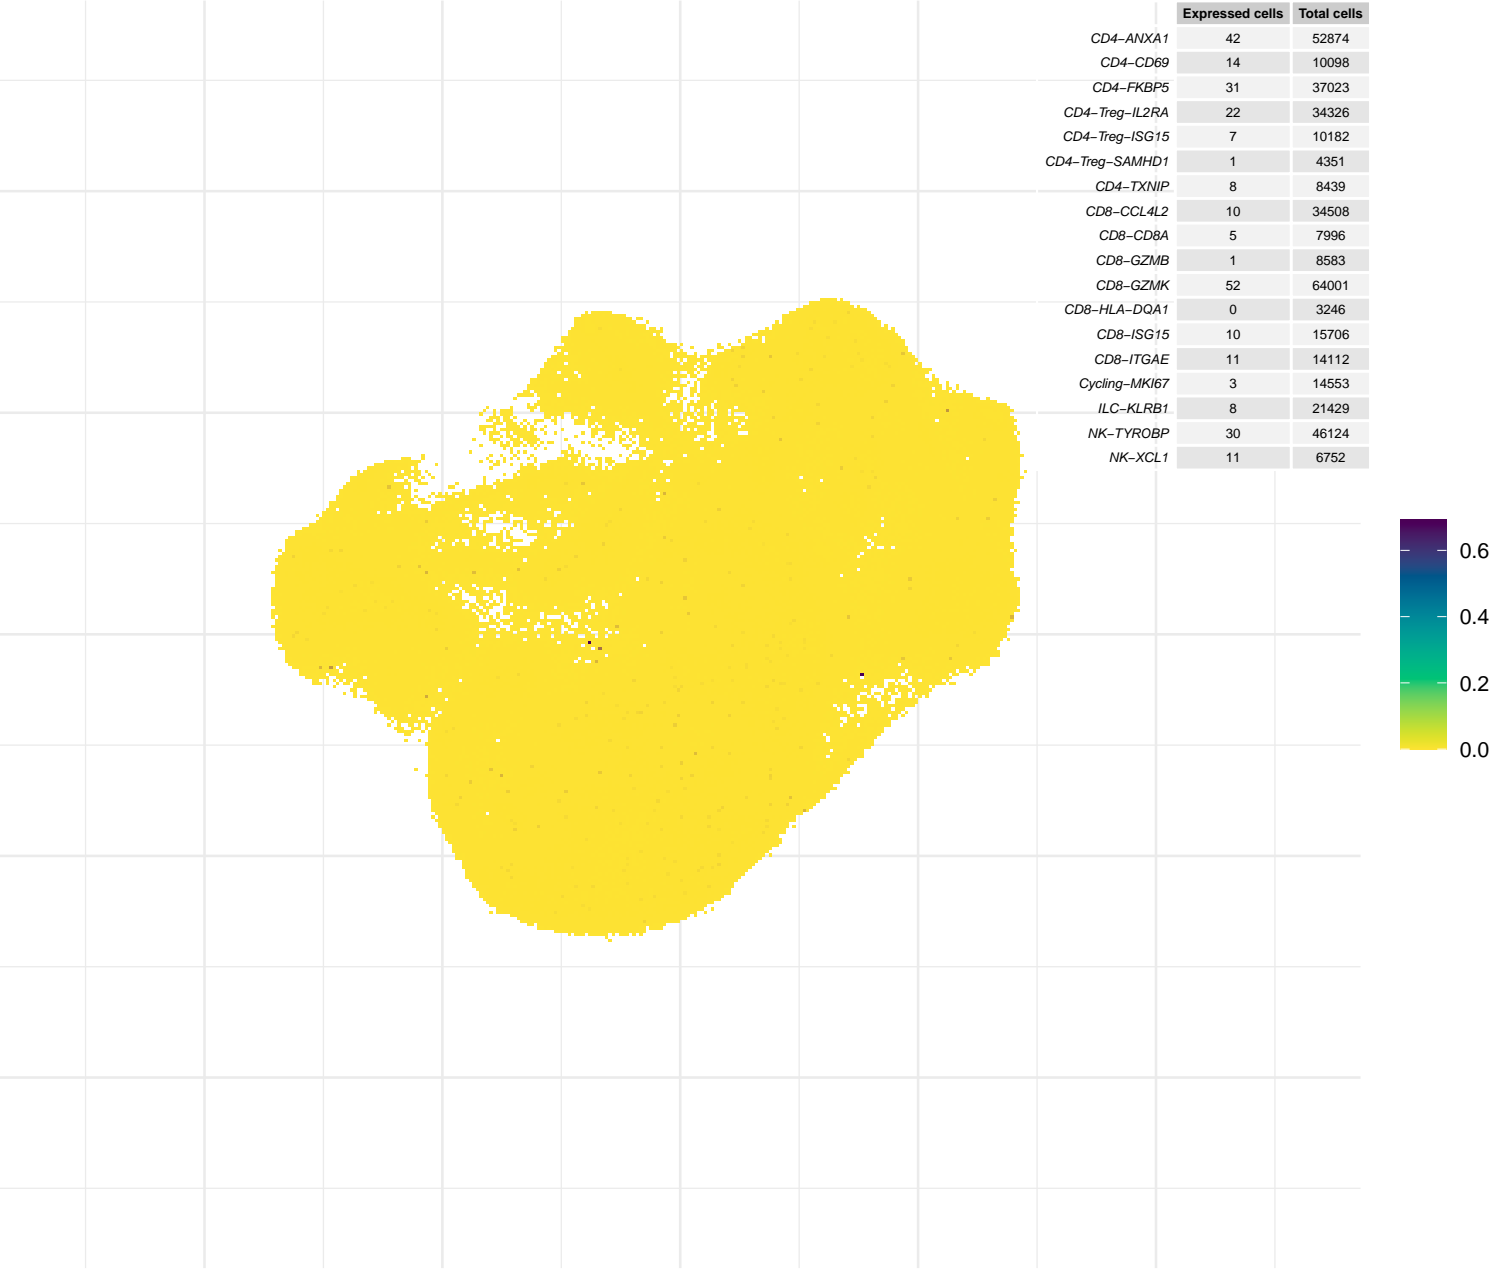 Expressed cells Total cells
CD4−ANXA1 42 52874
CD4−CD69 14 10098
CD4−FKBP5 31 37023
CD4−Treg−IL2RA 22 34326
CD4−Treg−ISG15 7 10182
CD4−Treg−SAMHD1 1 4351
CD4−TXNIP 8 8439
CD8−CCL4L2 10 34508
CD8−CD8A 5 7996
CD8−GZMB 1 8583
CD8−GZMK 52 64001
CD8−HLA−DQA1 0 3246
CD8−ISG15 10 15706
CD8−ITGAE 11 14112
Cycling−MKI67 3 14553
ILC−KLRB1 8 21429
NK−TYROBP 30 46124
NK−XCL1 11 6752
0.6
0.4
0.2
0.0